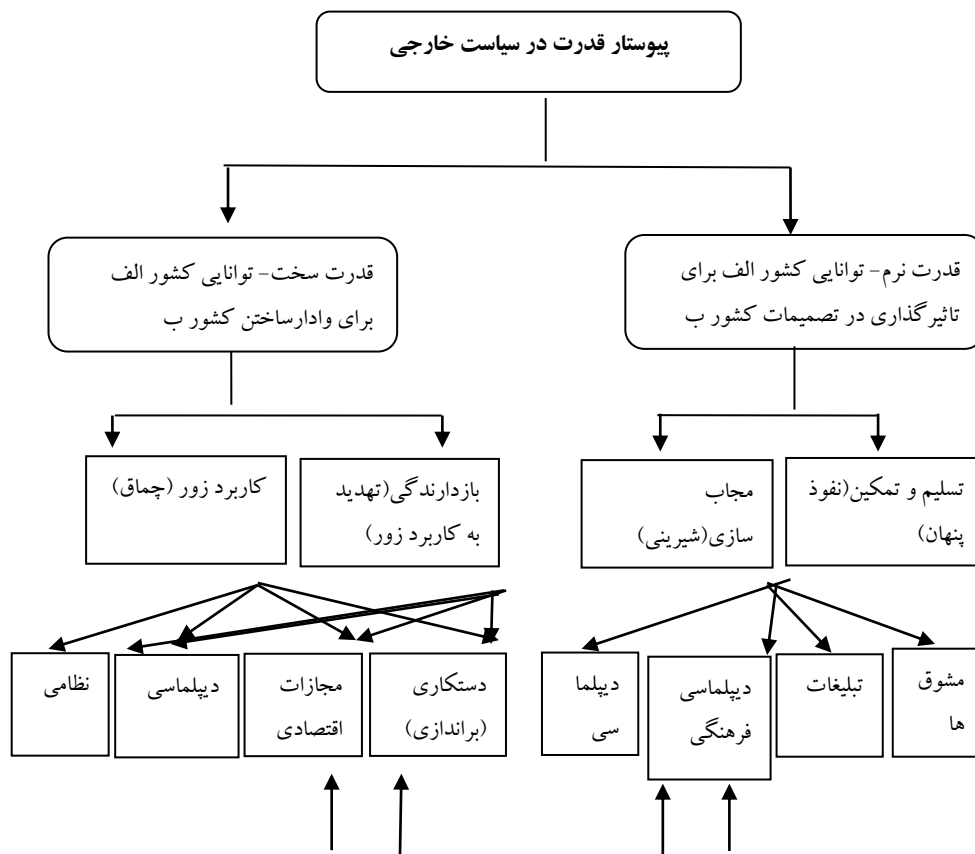 پیوستار قدرت در سیاست خارجی
قدرت نرم- توانایی کشور الف برای
تاثیرگذاری در تصمیمات کشور ب
قدرت سخت- توانایی کشور الف
برای وادارساختن کشور ب
تسلیم و تمکین(نفوذ
پنهان)
مجاب
سازی(شیرینی)
بازدارندگی(تهدید
به کاربرد زور)
کاربرد زور (چماق)
مشوق
ها
تبلیغات
دیپلماسی
فرهنگی
دیپلما
سی
دستکاری
(براندازی)
مجازات
اقتصادی
دیپلماسی
نظامی